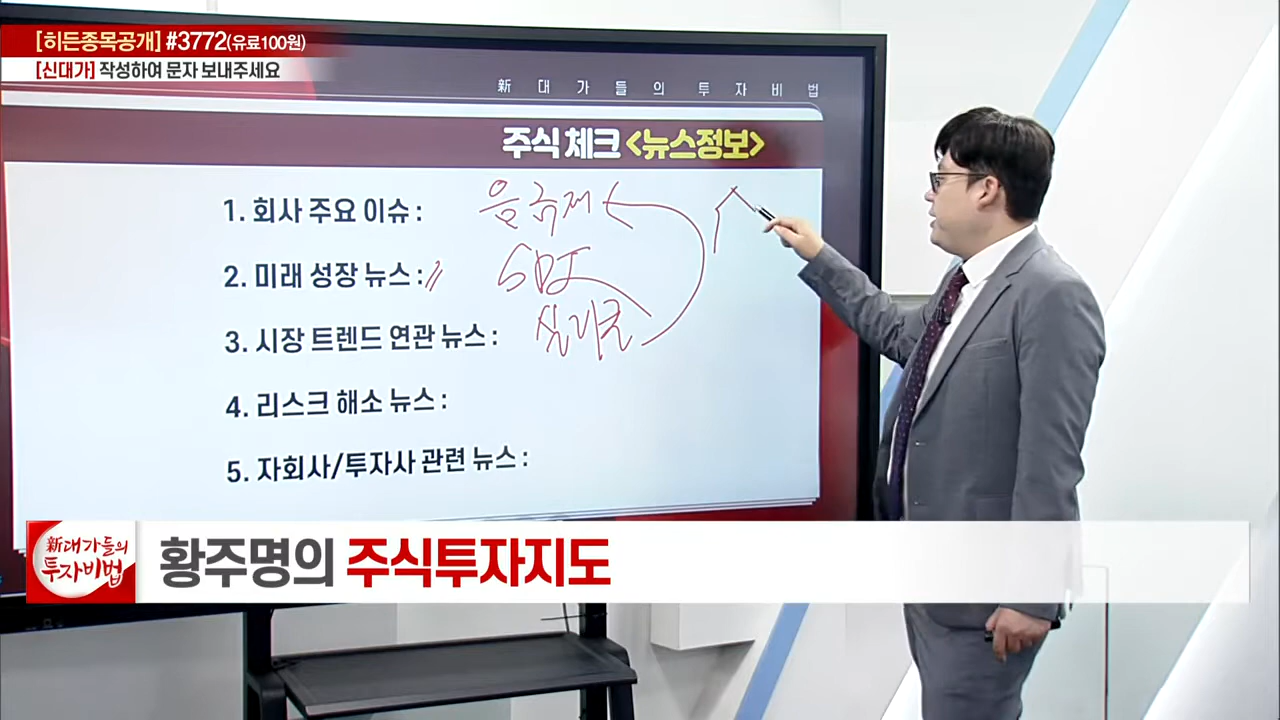 [히든종목공개] #3772(유료100원)
[신대가] 작성하여 문자 보내주세요
新 대 가 들 의 투 자 비 법
주식 체크 <뉴스정보>
1. 회사 주요 이슈 :
2. 미래 성장 뉴스 :
3. 시장 트렌드 연관 뉴스 :
4. 리스크 해소 뉴스 :
5. 자회사/투자사 관련 뉴스 :
新대가들의
투자비법
황주명의 주식투자지도